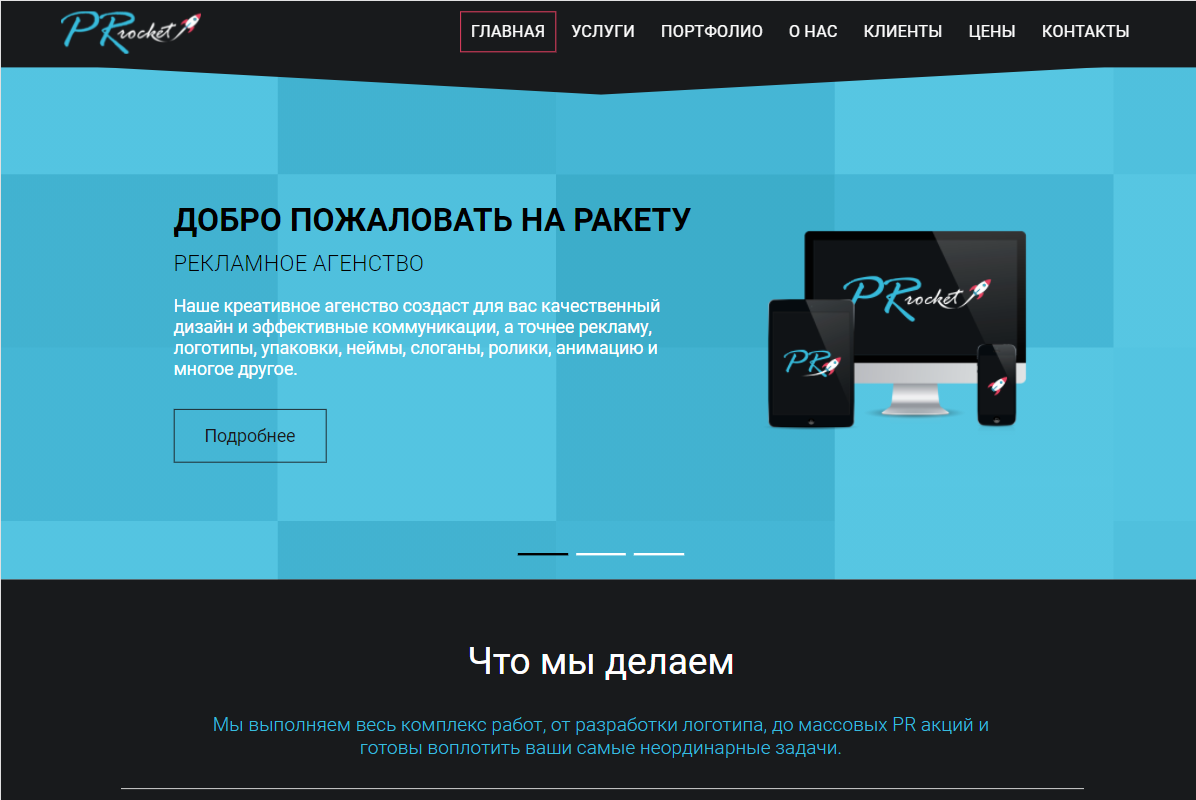 PRrocket
ГЛАВНАЯ УСЛУГИ ПОРТФОЛИО О НАС КЛИЕНТЫ ЦЕНЫ КОНТАКТЫ
ДОБРО ПОЖАЛОВАТЬ НА РАКЕТУ
РЕКЛАМНОЕ АГЕНСТВО
Наше креативное агенство создаст для вас качественный
дизайн и эффективные коммуникации, а точнее рекламу,
логотипы, упаковки, неймы, слоганы, ролики, анимацию и
многое другое.
Подробнее
PRrocket
PR
Что мы делаем
Мы выполняем весь комплекс работ, от разработки логотипа, до массовых PR акций и
готовы воплотить ваши самые неординарные задачи.